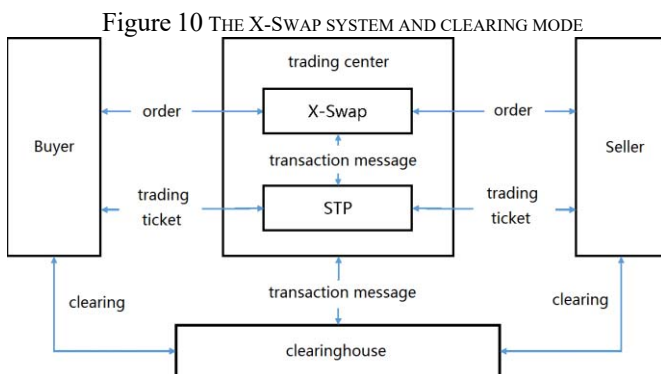 Figure 10 THE X-SWAP SYSTEM AND CLEARING MODE
trading center
order
X-Swap
order
Buyer
transaction message
Seller
trading
ticket
STP
trading
ticket
clearing
transaction message
clearing
clearinghouse